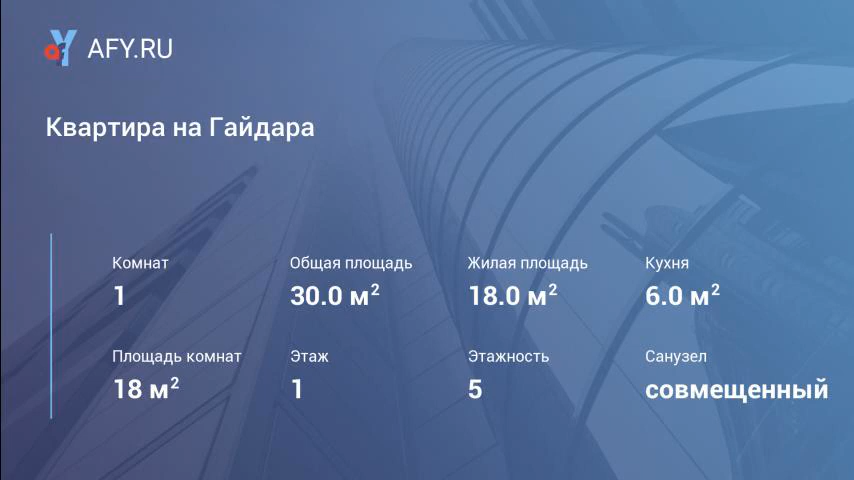 AFY.RU
Квартира на Гайдара
Комнат
1
Общая площадь
30.0 м²
Жилая площадь
18.0 м²
Кухня
6.0 м²
Площадь комнат
18 м²
Этаж
1
Этажность
5
Санузел
совмещенный